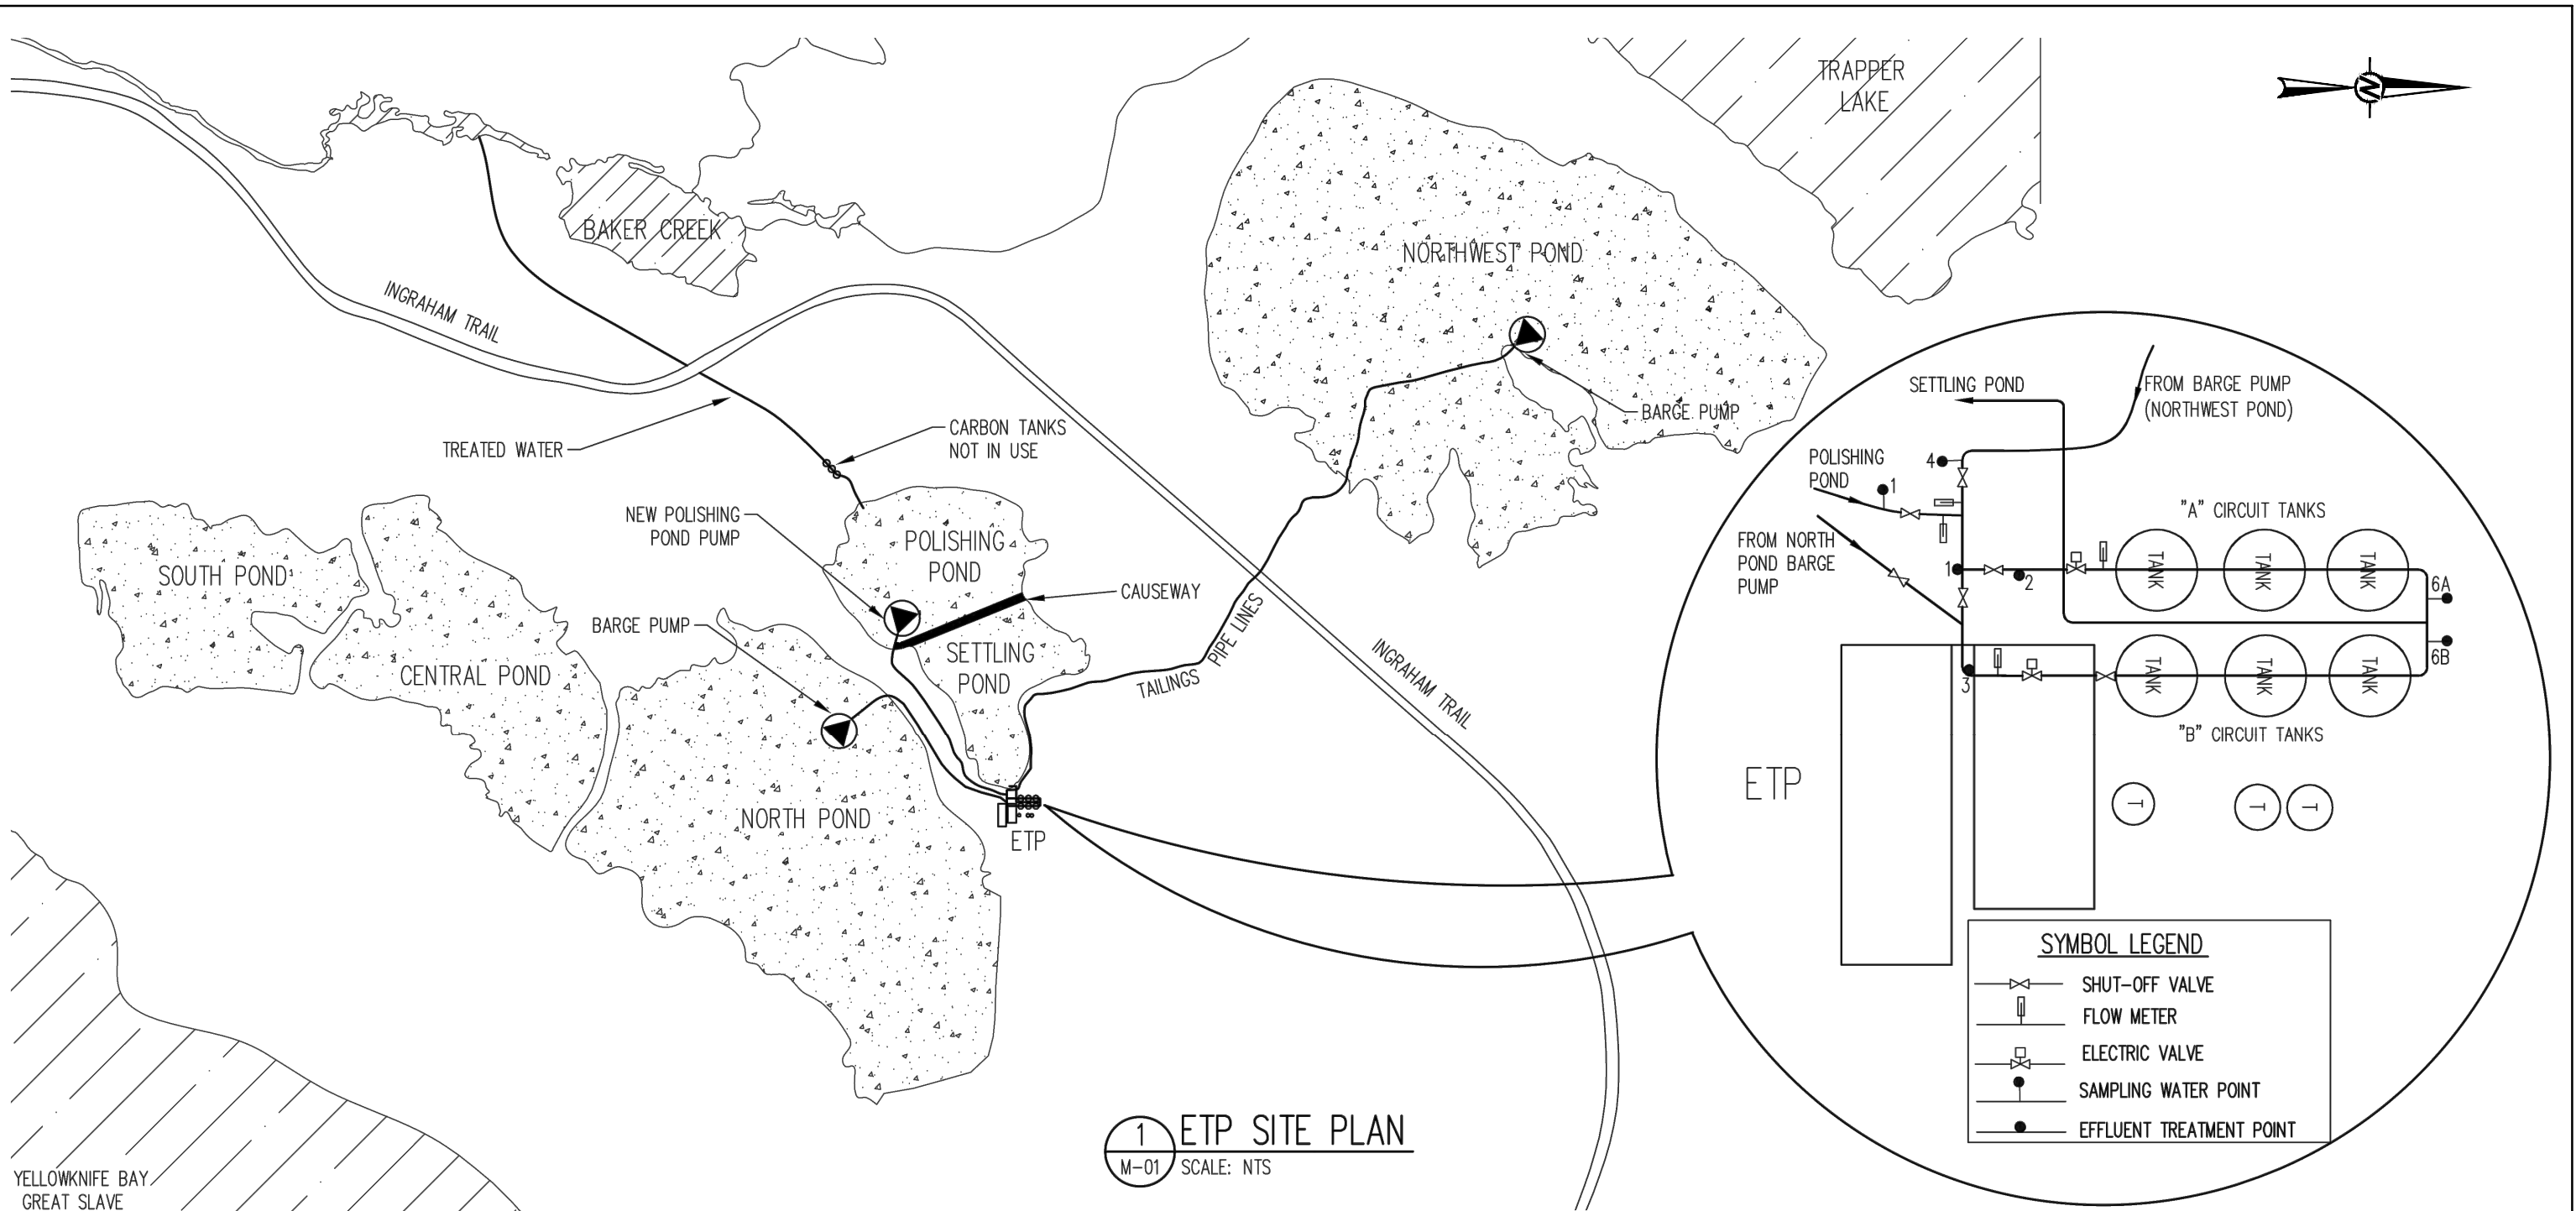 TRAPPER
LAKE
N
BAKER CREEK
NORTHWEST POND
INGRAHAM TRAIL
BARGE PUMP
CARBON TANKS
NOT IN USE
TREATED WATER
NEW POLISHING
POND PUMP
POLISHING
POND
SOUTH POND
CAUSEWAY
BARGE PUMP
SETTLING
POND
CENTRAL POND
TAILINGS PIPE LINES
INGRAHAM TRAIL
NORTH POND
ETP
SETTLING POND
FROM BARGE PUMP
(NORTHWEST POND)
POLISHING
POND
4
1
"A" CIRCUIT TANKS
FROM NORTH
POND BARGE
PUMP
1
2
TANK
TANK
TANK
6A
6B
3
TANK
TANK
TANK
"B" CIRCUIT TANKS
ETP
T
T
T
SYMBOL LEGEND
SHUT-OFF VALVE
FLOW METER
ELECTRIC VALVE
SAMPLING WATER POINT
EFFLUENT TREATMENT POINT
1
M-01
ETP SITE PLAN
SCALE: NTS
YELLOWKNIFE BAY
GREAT SLAVE